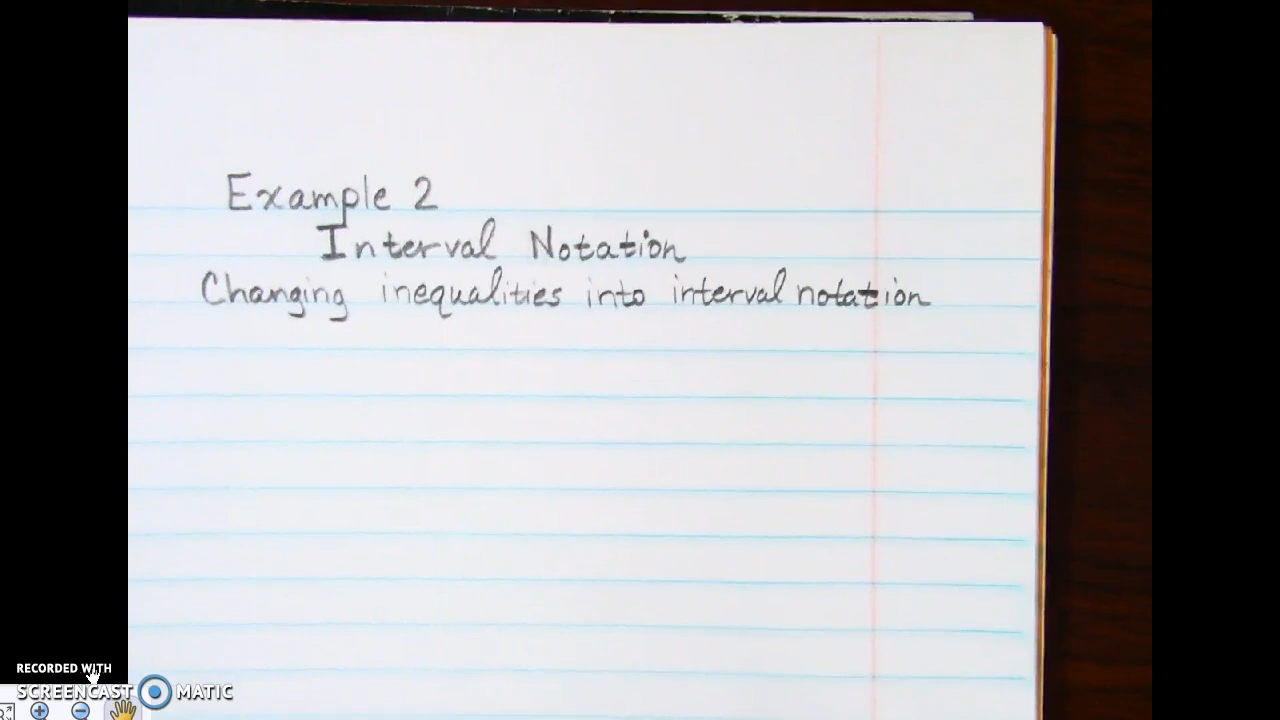 Example 2
Interval Notation
Changing inequalities into interval notation
RECORDED WITH
SCREENCAST MATIC